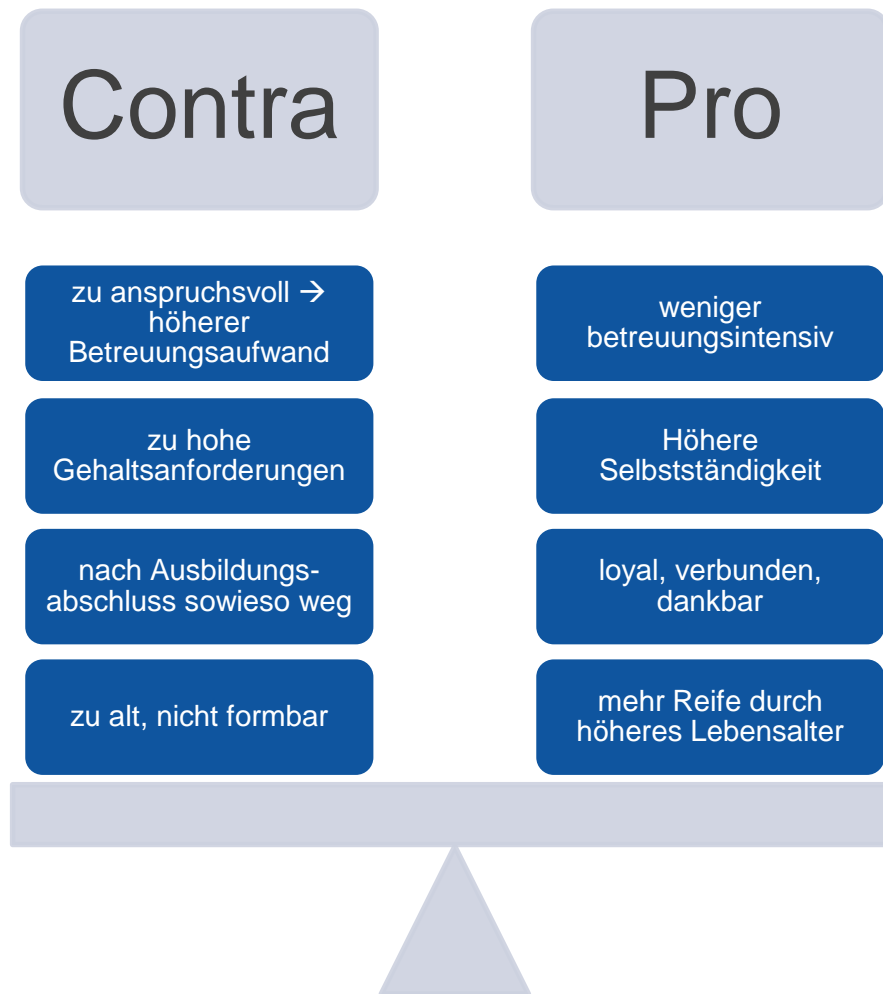 Contra
zu anspruchsvoll →
höherer
Betreuungsaufwand
zu hohe
Gehaltsanforderungen
nach Ausbildungs-
abschluss sowieso weg
zu alt, nicht formbar
Pro
weniger
betreuungsintensiv
Höhere
Selbstständigkeit
loyal, verbunden,
dankbar
mehr Reife durch
höheres Lebensalter